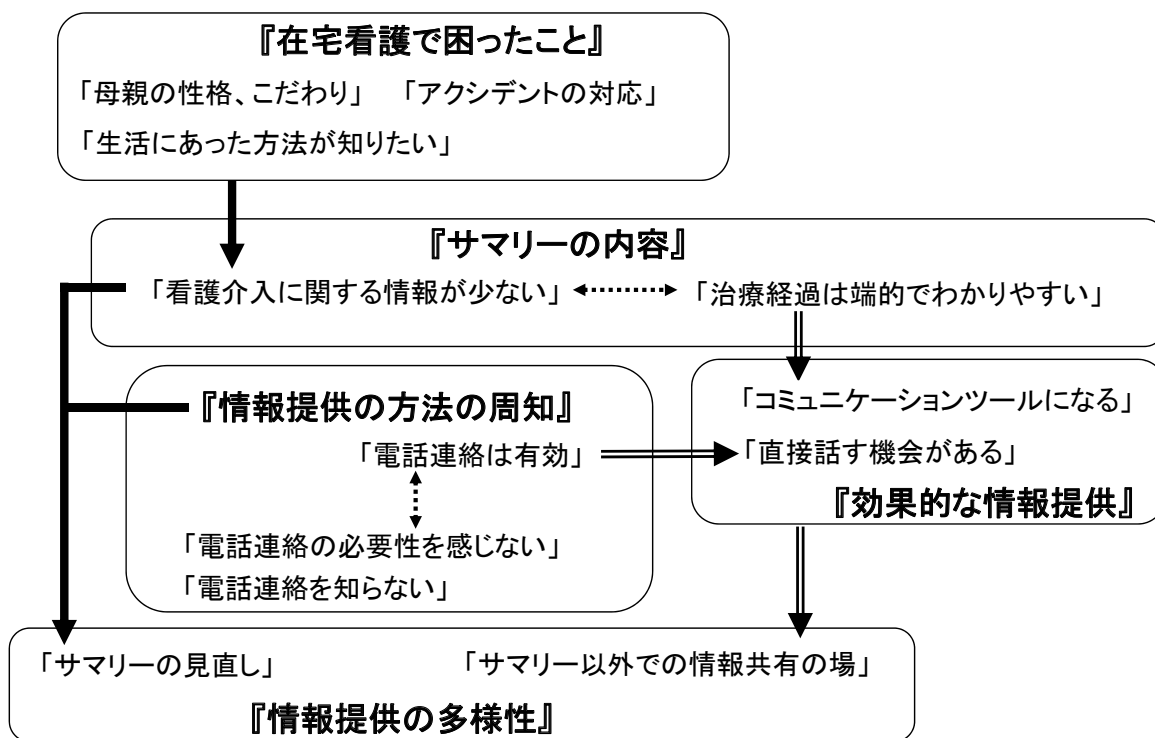 『在宅看護で困ったこと』
「母親の性格、こだわり」 「アクシデントの対応」
「生活にあった方法が知りたい」
『サマリーの内容』
「看護介入に関する情報が少ない」 「治療経過は端的でわかりやすい」
『情報提供の方法の周知』
「電話連絡は有効」
「電話連絡の必要性を感じない」
「電話連絡を知らない」
「コミュニケーションツールになる」
「直接話す機会がある」
『効果的な情報提供』
「サマリーの見直し」 「サマリー以外での情報共有の場」
『情報提供の多様性』